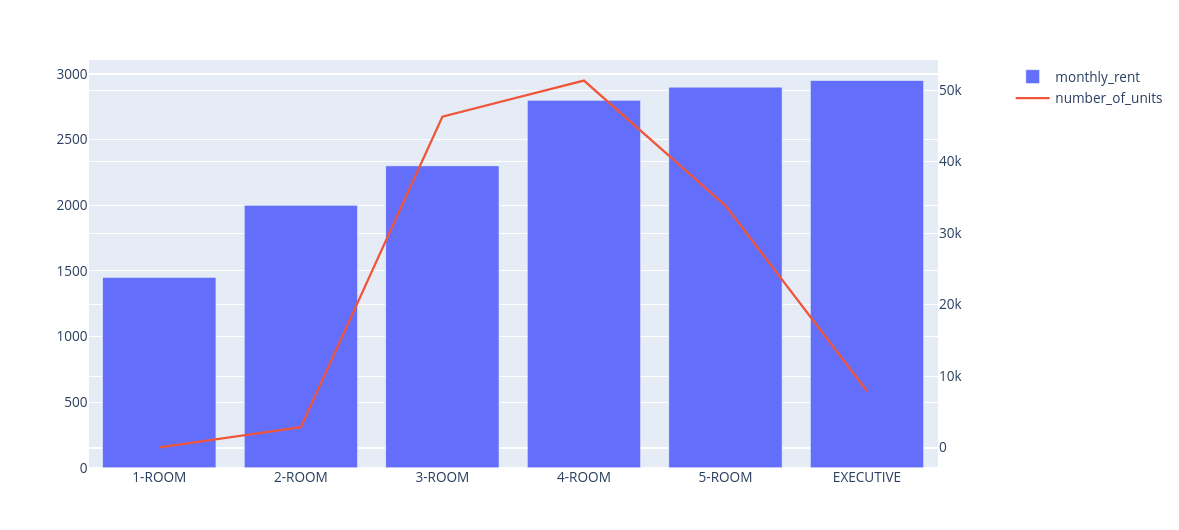 3000
2500
2000
1500
1000
500
0
50k
40k
30k
20k
10k
0
1-ROOM 2-ROOM 3-ROOM 4-ROOM 5-ROOM EXECUTIVE
monthly_rent
number_of_units